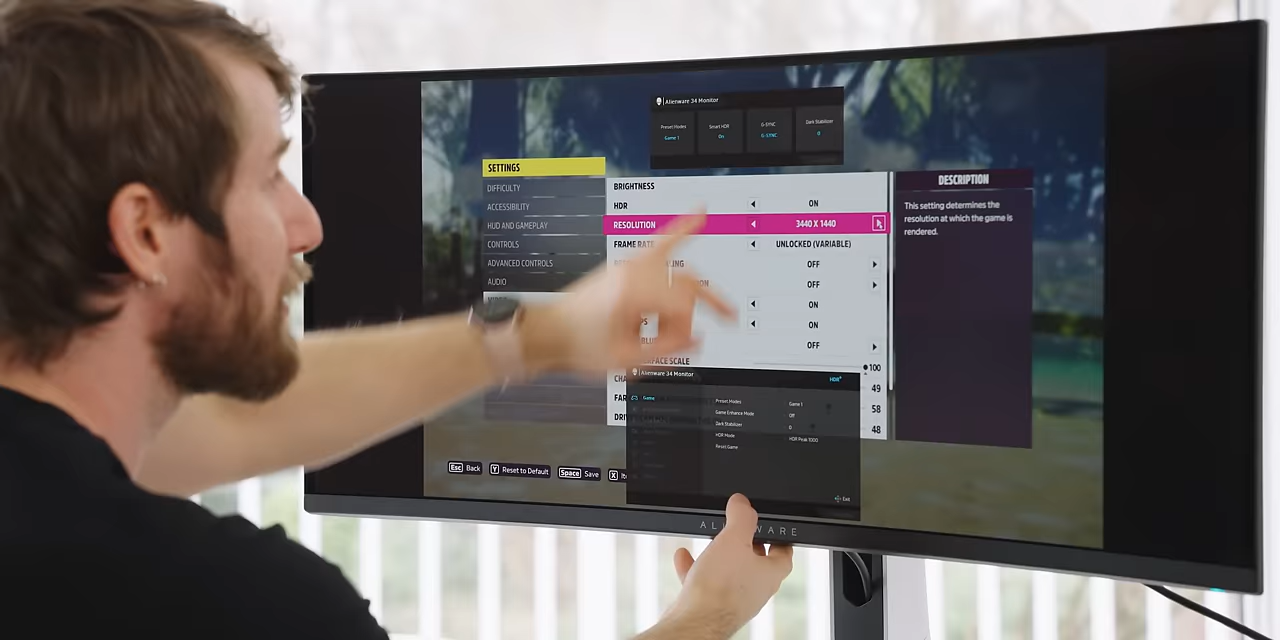 Alienware 34 Monitor
Preset Modes Smart HDR G-SYNC Dark Stabilizer
Game 1 On G-SYNC 0
SETTINGS
DIFFICULTY
ACCESSIBILITY
HUD AND GAMEPLAY
CONTROLS
ADVANCED CONTROLS
AUDIO
BRIGHTNESS
HDR ON
RESOLUTION 3440 X 1440
FRAME RATE UNLOCKED (VARIABLE)
OFF
OFF
ON
ON
OFF
100
49
58
48
DESCRIPTION
This setting determines the
resolution at which the game is
rendered.
Alienware 34 Monitor HDR
Game
Preset Modes Game 1
Game Enhance Mode Off
Dark Stabilizer 0
HDR Mode HDR Peak 1000
Reset Game
Exit
Esc Back Y Reset to Default Space Save X